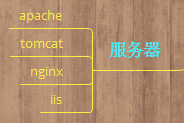 apache
tomcat
nginx
iis
服务器